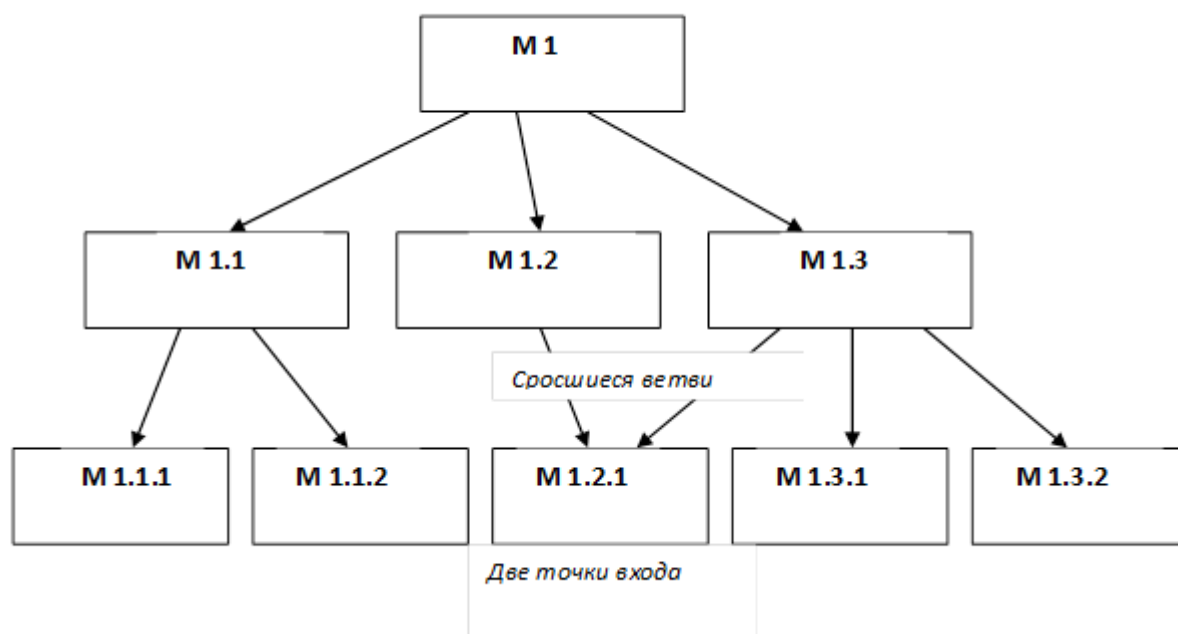 М 1
М 1.1
М 1.2
М 1.3
Сросшиеся ветви
М 1.1.1
М 1.1.2
М 1.2.1
М 1.3.1
М 1.3.2
Две точки входа